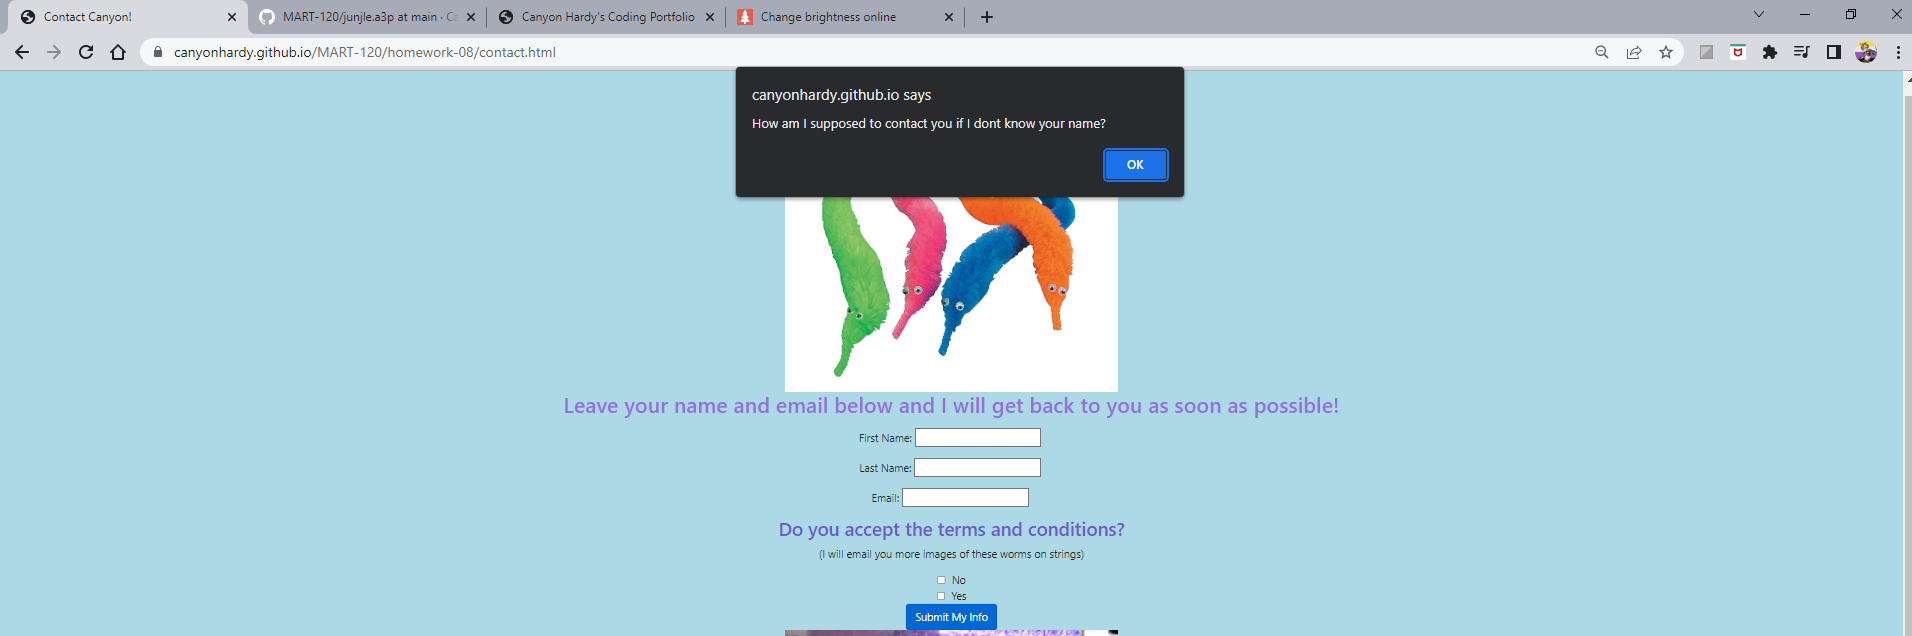 Contact Canyon!
MART-120/junjle.a3p at main · Ca
Canyon Hardy's Coding Portfolio
Change brightness online
canyonhardy.github.io/MART-120/homework-08/contact.html
canyonhardy.github.io says
How am I supposed to contact you if I dont know your name?
OK
Leave your name and email below and I will get back to you as soon as possible!
First Name:
Last Name:
Email:
Do you accept the terms and conditions?
(I will email you more images of these worms on strings)
No
Yes
Submit My Info